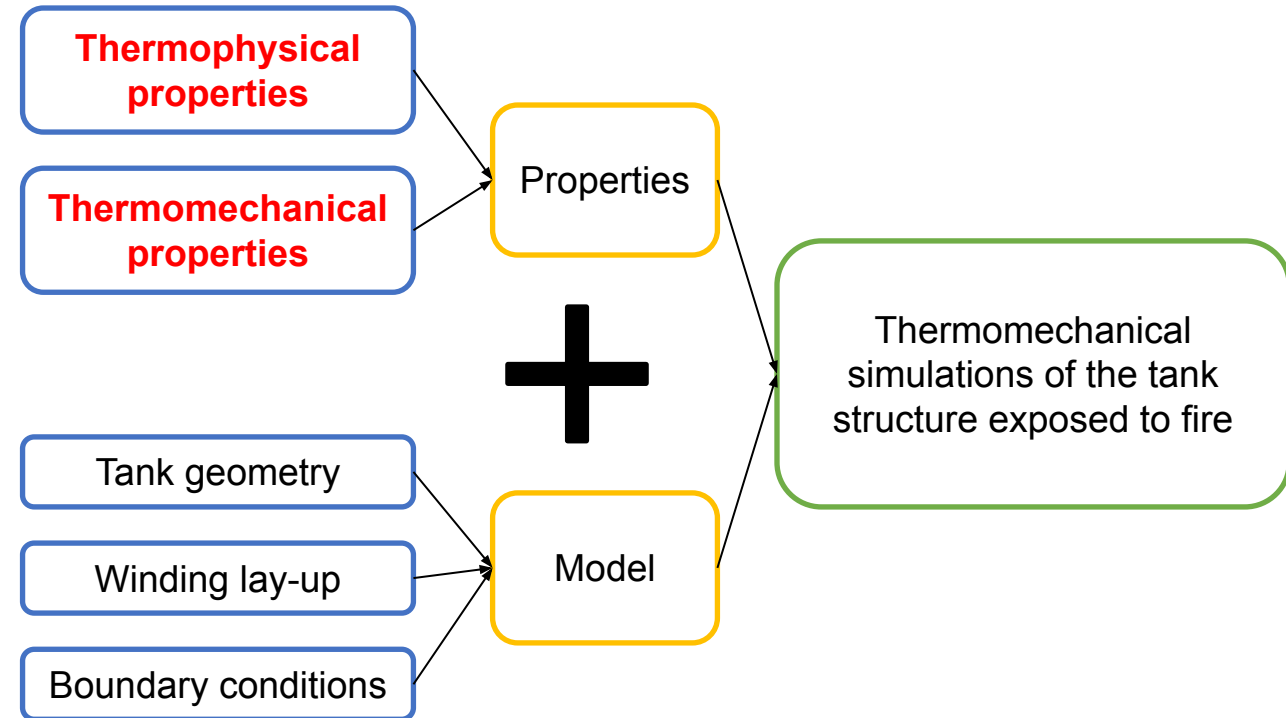 Thermophysical
properties
Thermomechanical
properties
Properties
Tank geometry
Winding lay-up
Boundary conditions
Model
Thermomechanical
simulations of the tank
structure exposed to fire